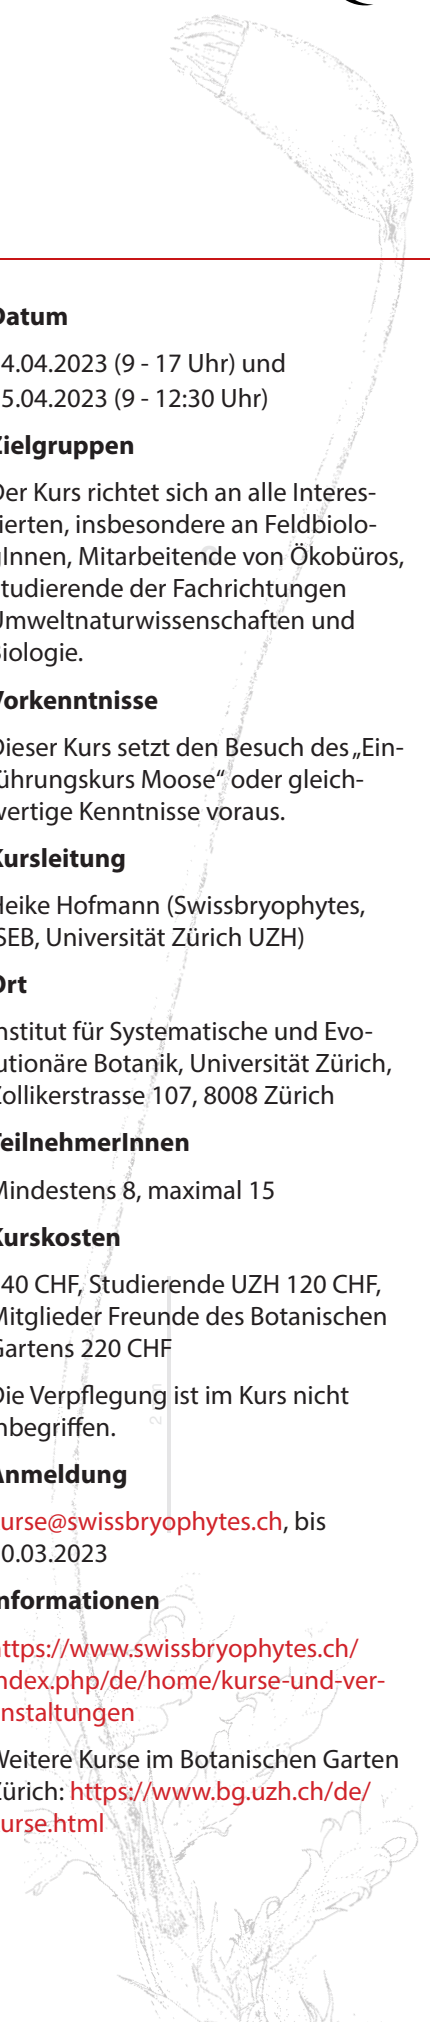 Datum
4.04.2023 (9 - 17 Uhr) und
5.04.2023 (9 - 12:30 Uhr)
Zielgruppen
Der Kurs richtet sich an alle Interes-
ierten, insbesondere an Feldbiolo-
gInnen, Mitarbeitende von Ökobüros,
tudierende der Fachrichtungen
Umweltnaturwissenschaften und
Biologie.
Vorkenntnisse
Dieser Kurs setzt den Besuch des „Ein-
ührungskurs Moose“ oder gleich-
wertige Kenntnisse voraus.
Kursleitung
Heike Hofmann (Swissbryophytes,
SEB, Universität Zürich UZH)
Ort
nstitut für Systematische und Evo-
utionäre Botanik, Universität Zürich,
Zollikerstrasse 107, 8008 Zürich
TeilnehmerInnen
Mindestens 8, maximal 15
Kurskosten
40 CHF, Studierende UZH 120 CHF,
Mitglieder Freunde des Botanischen
Gartens 220 CHF
Die Verpflegung ist im Kurs nicht
nbegriffen.
Anmeldung
urse@swissbryophytes.ch, bis
0.03.2023
nformationen
https://www.swissbryophytes.ch/
ndex.php/de/home/kurse-und-ver-
nstaltungen
Weitere Kurse im Botanischen Garten
Zürich: https://www.bg.uzh.ch/de/
urse.html